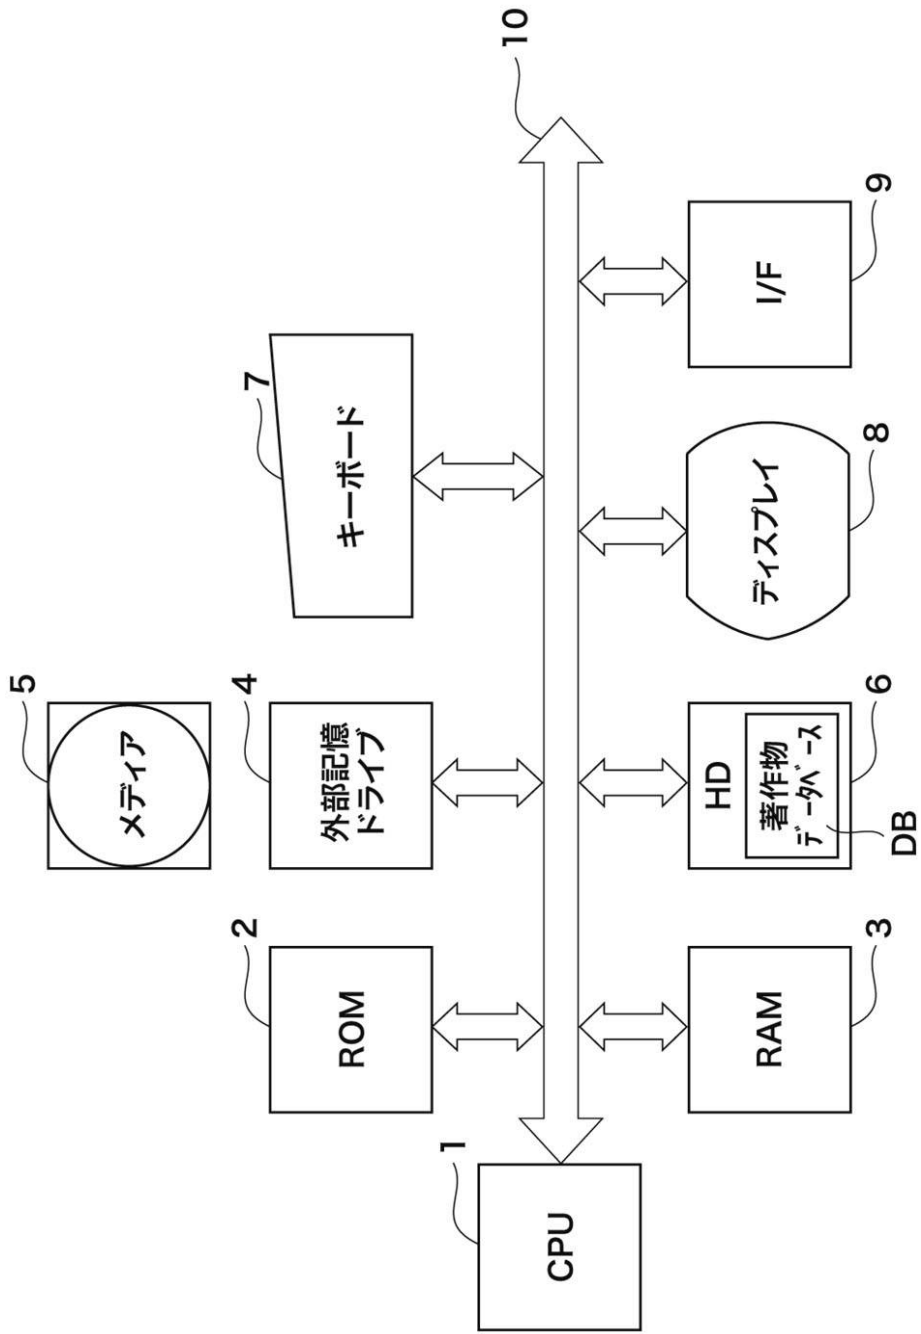 5
メディア
2
4
7
ROM
外部記憶
ドライブ
キーボード
10
1
CPU
RAM
HD
著作物
データベース
ディスプレイ
I/F
3
DB
6
8
9